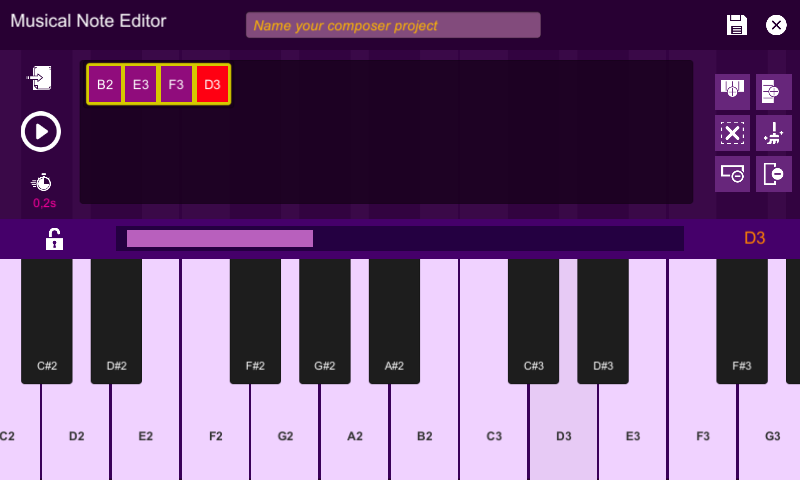 Musical Note Editor
Name your composer project
B2 E3 F3 D3
0,2s
D3
C#2 D#2 F#2 G#2 A#2 C#3 D#3 F#3
C2 D2 E2 F2 G2 A2 B2 C3 D3 E3 F3 G3